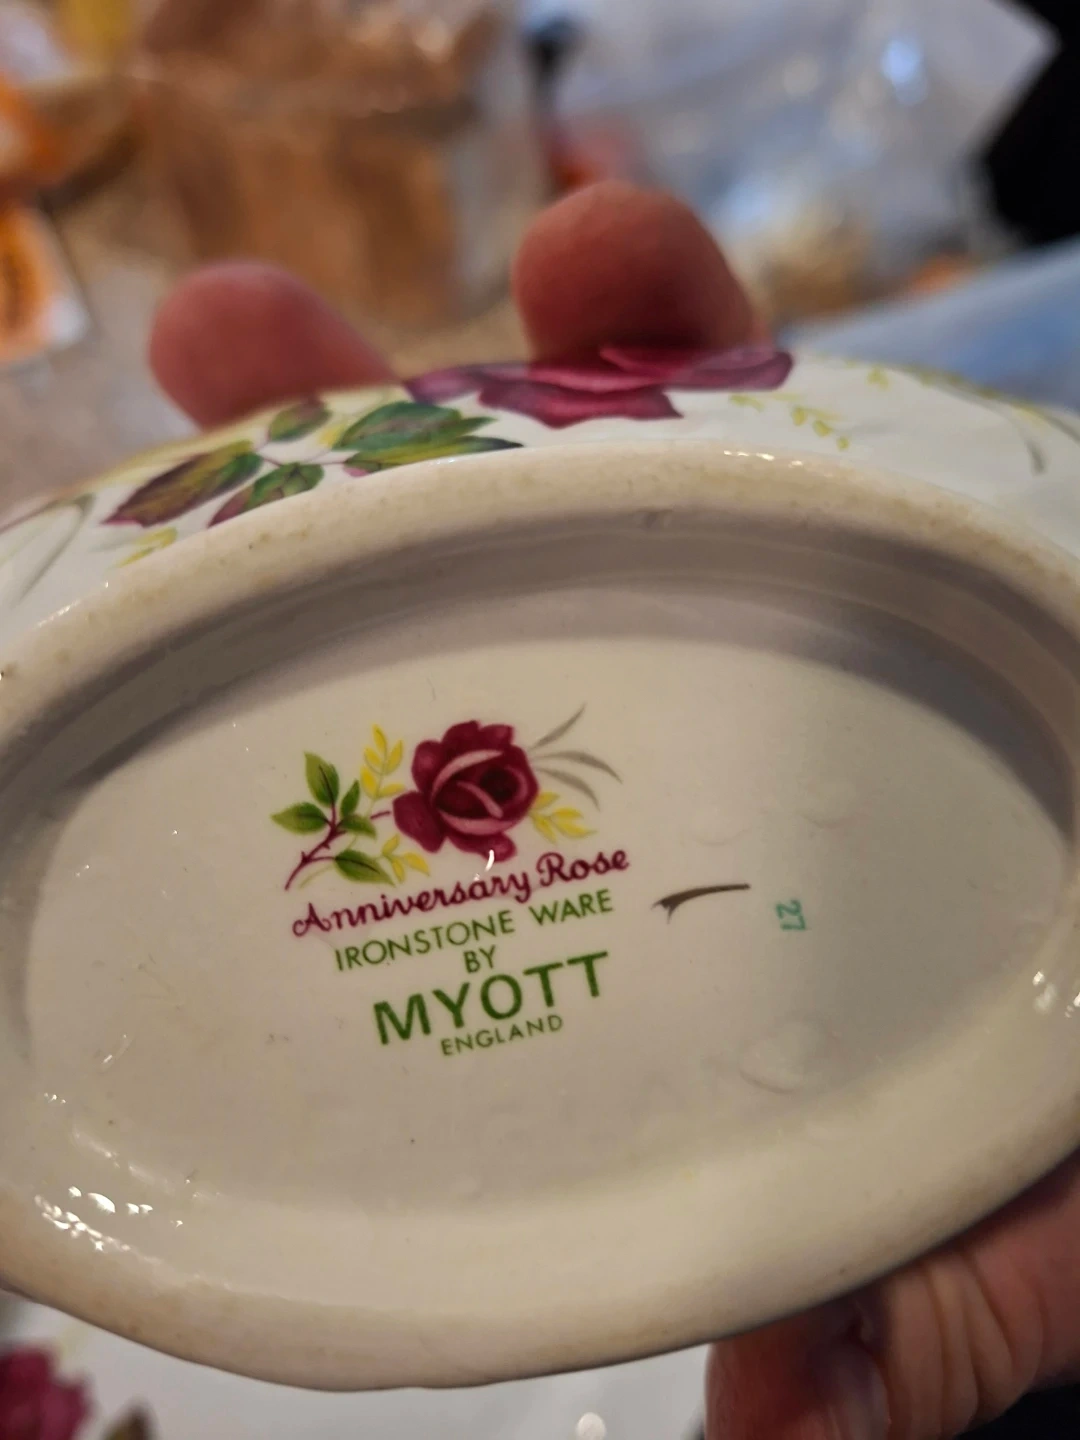 Anniversary Rose
IRONSTONE WARE
BY
MYOTT
ENGLAND
27